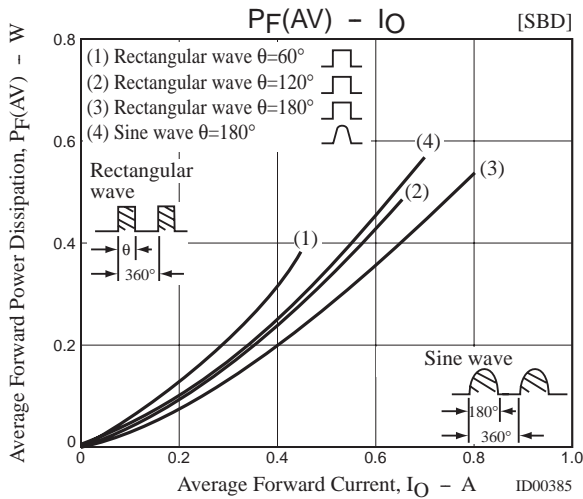 PF(AV) – IO [SBD]
(1) Rectangular wave θ=60°
(2) Rectangular wave θ=120°
(3) Rectangular wave θ=180°
(4) Sine wave θ=180°
Rectangular
wave
θ
360°
(1)
(2)
(3)
(4)
Sine wave
180°
360°
Average Forward Power Dissipation, PF(AV) – W
0.8
0.6
0.4
0.2
0
0
0.2
0.4
0.6
0.8
1.0
Average Forward Current, IO – A
ID00385